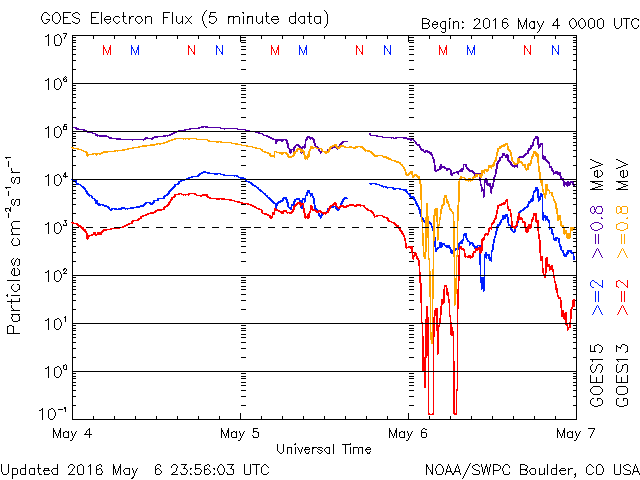 GOES Electron Flux (5 minute data)
Begin: 2016 May 4 0000 UTC
M M N N M M N N M M N N
10⁷
10⁶
10⁵
10⁴
10³
10²
10¹
10⁰
10⁻¹
Particles cm⁻²s⁻¹sr⁻¹
May 4 May 5 May 6 May 7
Universal Time
GOES15 >=2 >=0.8 MeV
GOES13 >=2 >=0.8 MeV
Updated 2016 May 6 23:56:03 UTC
NOAA/SWPC Boulder, CO USA